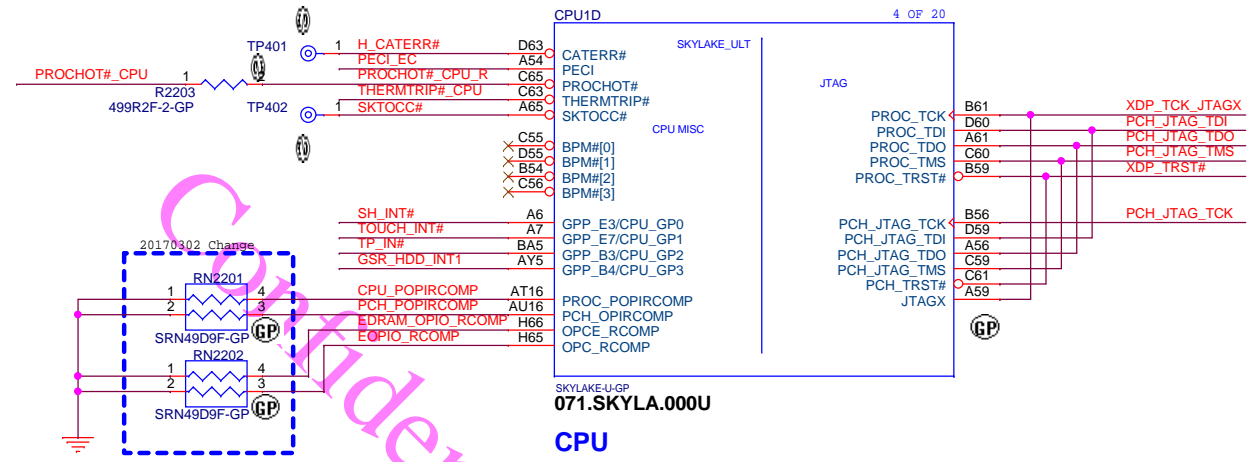 CPU1D 4 OF 20
SKYLAKE_ULT
JTAG
CPU MISC
TP401 1 H_CATERR# D63 CATERR#
PECI_EC A54 PECI
PROCHOT#_CPU 1 2 PROCHOT#_CPU_R C65 PROCHOT#
R2203
499R2F-2-GP
THERMTRIP#_CPU C63 THERMTRIP#
TP402 1 SKTOCC# A65 SKTOCC#
C55 BPM#[0]
D55 BPM#[1]
B54 BPM#[2]
C56 BPM#[3]
SH_INT# A6 GPP_E3/CPU_GP0
TOUCH_INT# A7 GPP_E7/CPU_GP1
TP_IN# BA5 GPP_B3/CPU_GP2
GSR_HDD_INT1 AY5 GPP_B4/CPU_GP3
20170302 Change
RN2201
1 4 CPU_POPIRCOMP AT16 PROC_POPIRCOMP
2 3 PCH_POPIRCOMP AU16 PCH_OPIRCOMP
SRN49D9F-GP GP
EDRAM_OPIO_RCOMP H66 OPCE_RCOMP
EOPIO_RCOMP H65 OPC_RCOMP
RN2202
1 4
2 3
SRN49D9F-GP GP
PROC_TCK B61 XDP_TCK_JTAGX
PROC_TDI D60 PCH_JTAG_TDI
PROC_TDO A61 PCH_JTAG_TDO
PROC_TMS C60 PCH_JTAG_TMS
PROC_TRST# B59 XDP_TRST#
PCH_JTAG_TCK B56 PCH_JTAG_TCK
PCH_JTAG_TDI D59
PCH_JTAG_TDO A56
PCH_JTAG_TMS C59
PCH_TRST# C61
JTAGX A59
GP
SKYLAKE-U-GP
071.SKYLA.000U
CPU
Confiden